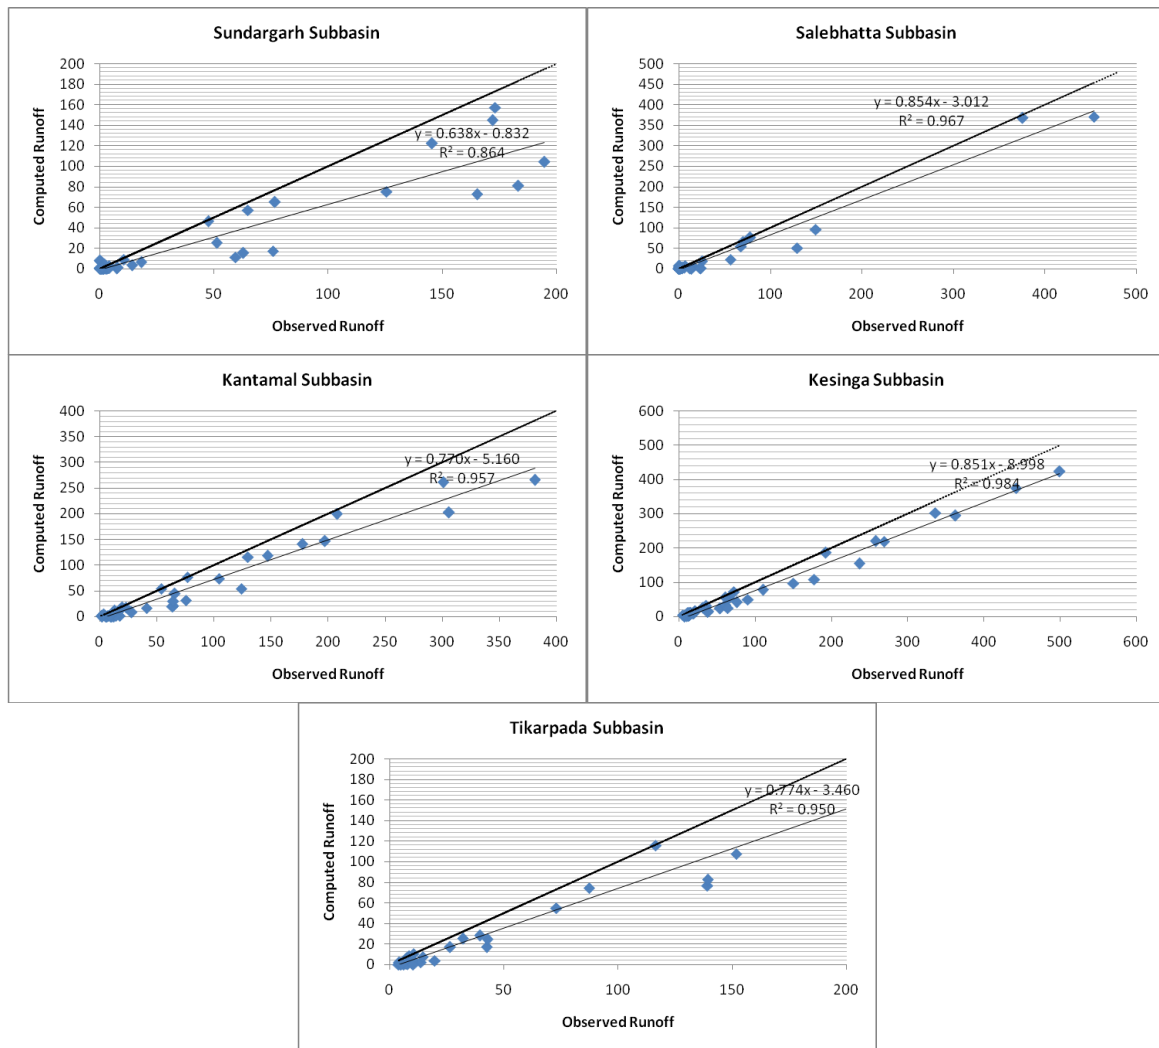 Sundargarh Subbasin
200
180
160
140
120
100
80
60
40
20
0
Computed Runoff
y = 0.638x - 0.832
R² = 0.864
0 50 100 150 200
Observed Runoff
Salebhatta Subbasin
500
450
400
350
300
250
200
150
100
50
0
Computed Runoff
y = 0.854x - 3.012
R² = 0.967
0 100 200 300 400 500
Observed Runoff
Kantamal Subbasin
400
350
300
250
200
150
100
50
0
Computed Runoff
y = 0.770x - 5.160
R² = 0.957
0 50 100 150 200 250 300 350 400
Observed Runoff
Kesinga Subbasin
600
500
400
300
200
100
0
Computed Runoff
y = 0.851x - 8.998
R² = 0.984
0 100 200 300 400 500 600
Observed Runoff
Tikarpada Subbasin
200
180
160
140
120
100
80
60
40
20
0
Computed Runoff
y = 0.774x - 3.460
R² = 0.950
0 50 100 150 200
Observed Runoff